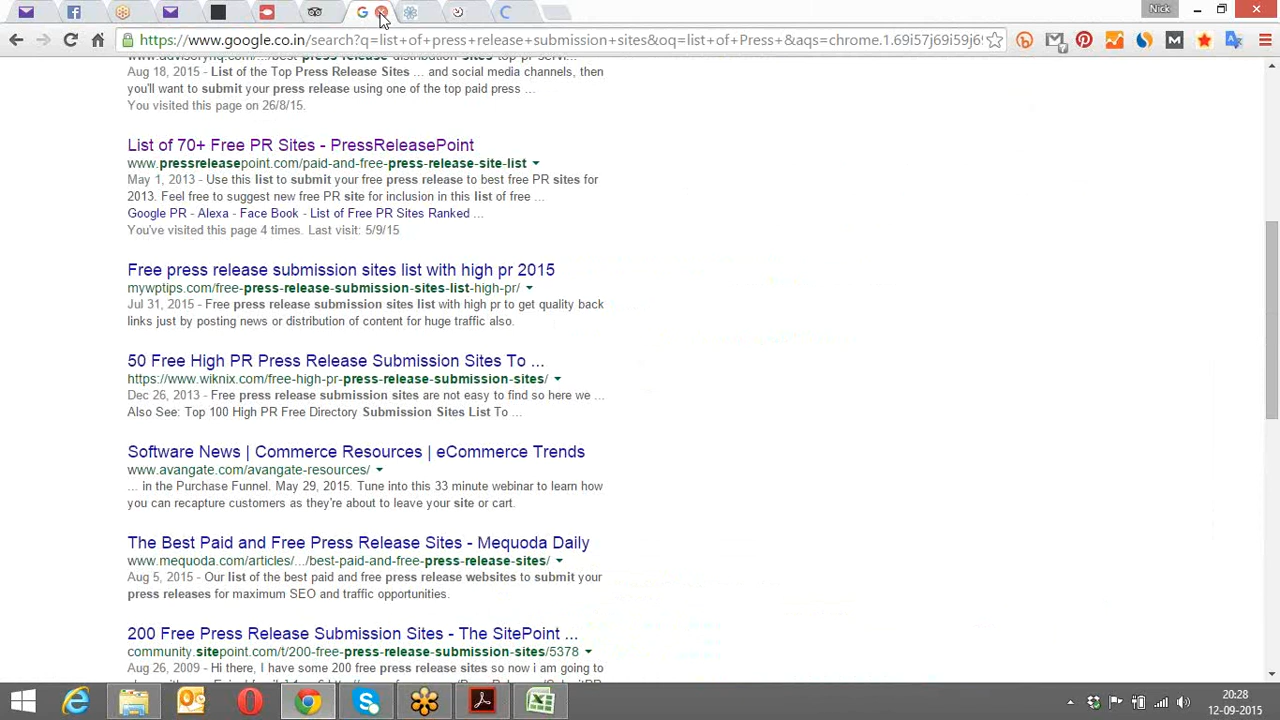 Nick
https://www.google.co.in/search?q=list+of+press+release+submission+sites&oq=list+of+Press+&aqs=chrome.1.69i57j69i59j69
Aug 18, 2015 - List of the Top Press Release Sites ... and social media channels, then
you'll want to submit your press release using one of the top paid press ...
You visited this page on 26/8/15.
List of 70+ Free PR Sites - PressReleasePoint
www.pressreleasepoint.com/paid-and-free-press-release-site-list
May 1, 2013 - Use this list to submit your free press release to best free PR sites for
2013. Feel free to suggest new free PR site for inclusion in this list of free ...
Google PR - Alexa - Face Book - List of Free PR Sites Ranked ...
You've visited this page 4 times. Last visit: 5/9/15
Free press release submission sites list with high pr 2015
mywptips.com/free-press-release-submission-sites-list-high-pr/
Jul 31, 2015 - Free press release submission sites list with high pr to get quality back
links just by posting news or distribution of content for huge traffic also.
50 Free High PR Press Release Submission Sites To ...
https://www.wiknix.com/free-high-pr-press-release-submission-sites/
Dec 26, 2013 - Free press release submission sites are not easy to find so here we ...
Also See: Top 100 High PR Free Directory Submission Sites List To ...
Software News | Commerce Resources | eCommerce Trends
www.avangate.com/avangate-resources/
... in the Purchase Funnel. May 29, 2015. Tune into this 33 minute webinar to learn how
you can recapture customers as they're about to leave your site or cart.
The Best Paid and Free Press Release Sites - Mequoda Daily
www.mequoda.com/articles/.../best-paid-and-free-press-release-sites/
Aug 5, 2015 - Our list of the best paid and free press release websites to submit your
press releases for maximum SEO and traffic opportunities.
200 Free Press Release Submission Sites - The SitePoint ...
community.sitepoint.com/t/200-free-press-release-submission-sites/5378
Aug 26, 2009 - Hi there, I have some 200 free press release sites so now i am going to
20:28
12-09-2015